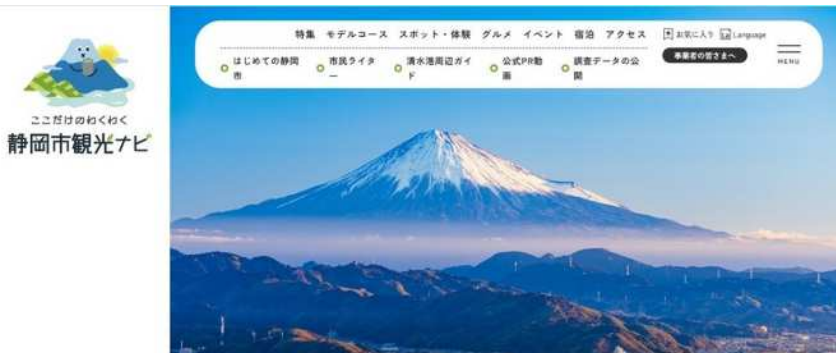 ここだけのわくわく
静岡市観光ナビ
特集 モデルコース スポット・体験 グルメ イベント 宿泊 アクセス
お気に入り Language
事業者の皆さまへ
MENU
はじめての静岡
市
市民ライタ
ー
清水港周辺ガイ
ド
公式PR動
画
調査データの公
開